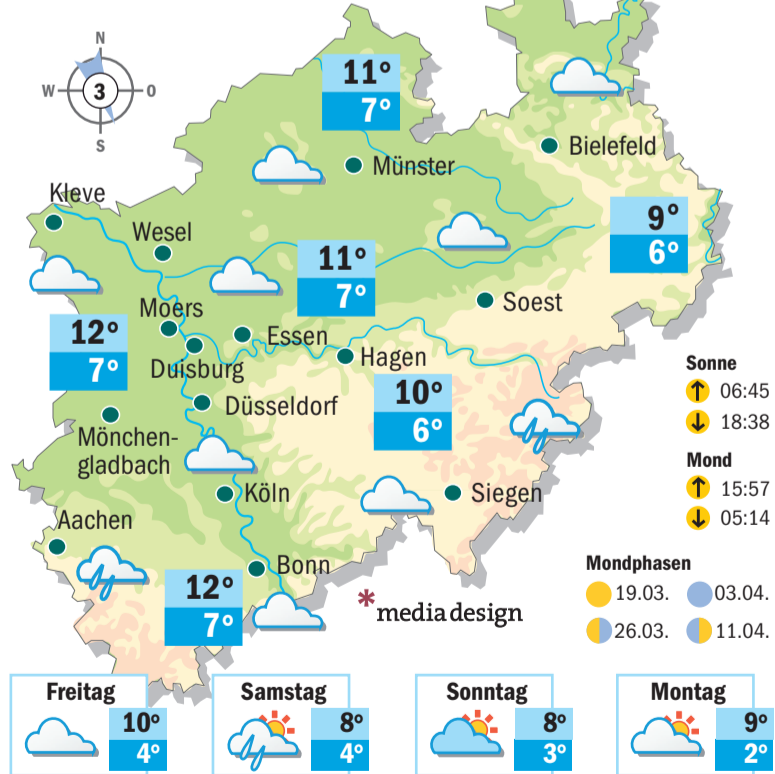 N
W 3 O
S
11°
7°
Münster
Bielefeld
Kleve
Wesel
9°
6°
11°
7°
Moers
Soest
12°
7°
Essen
Duisburg
Hagen
Düsseldorf
10°
6°
Mönchen-
gladbach
Köln
Siegen
Aachen
Bonn
12°
7°
*media design
Sonne
↑ 06:45
↓ 18:38
Mond
↑ 15:57
↓ 05:14
Mondphasen
19.03. 03.04.
26.03. 11.04.
Freitag
10°
4°
Samstag
8°
4°
Sonntag
8°
3°
Montag
9°
2°